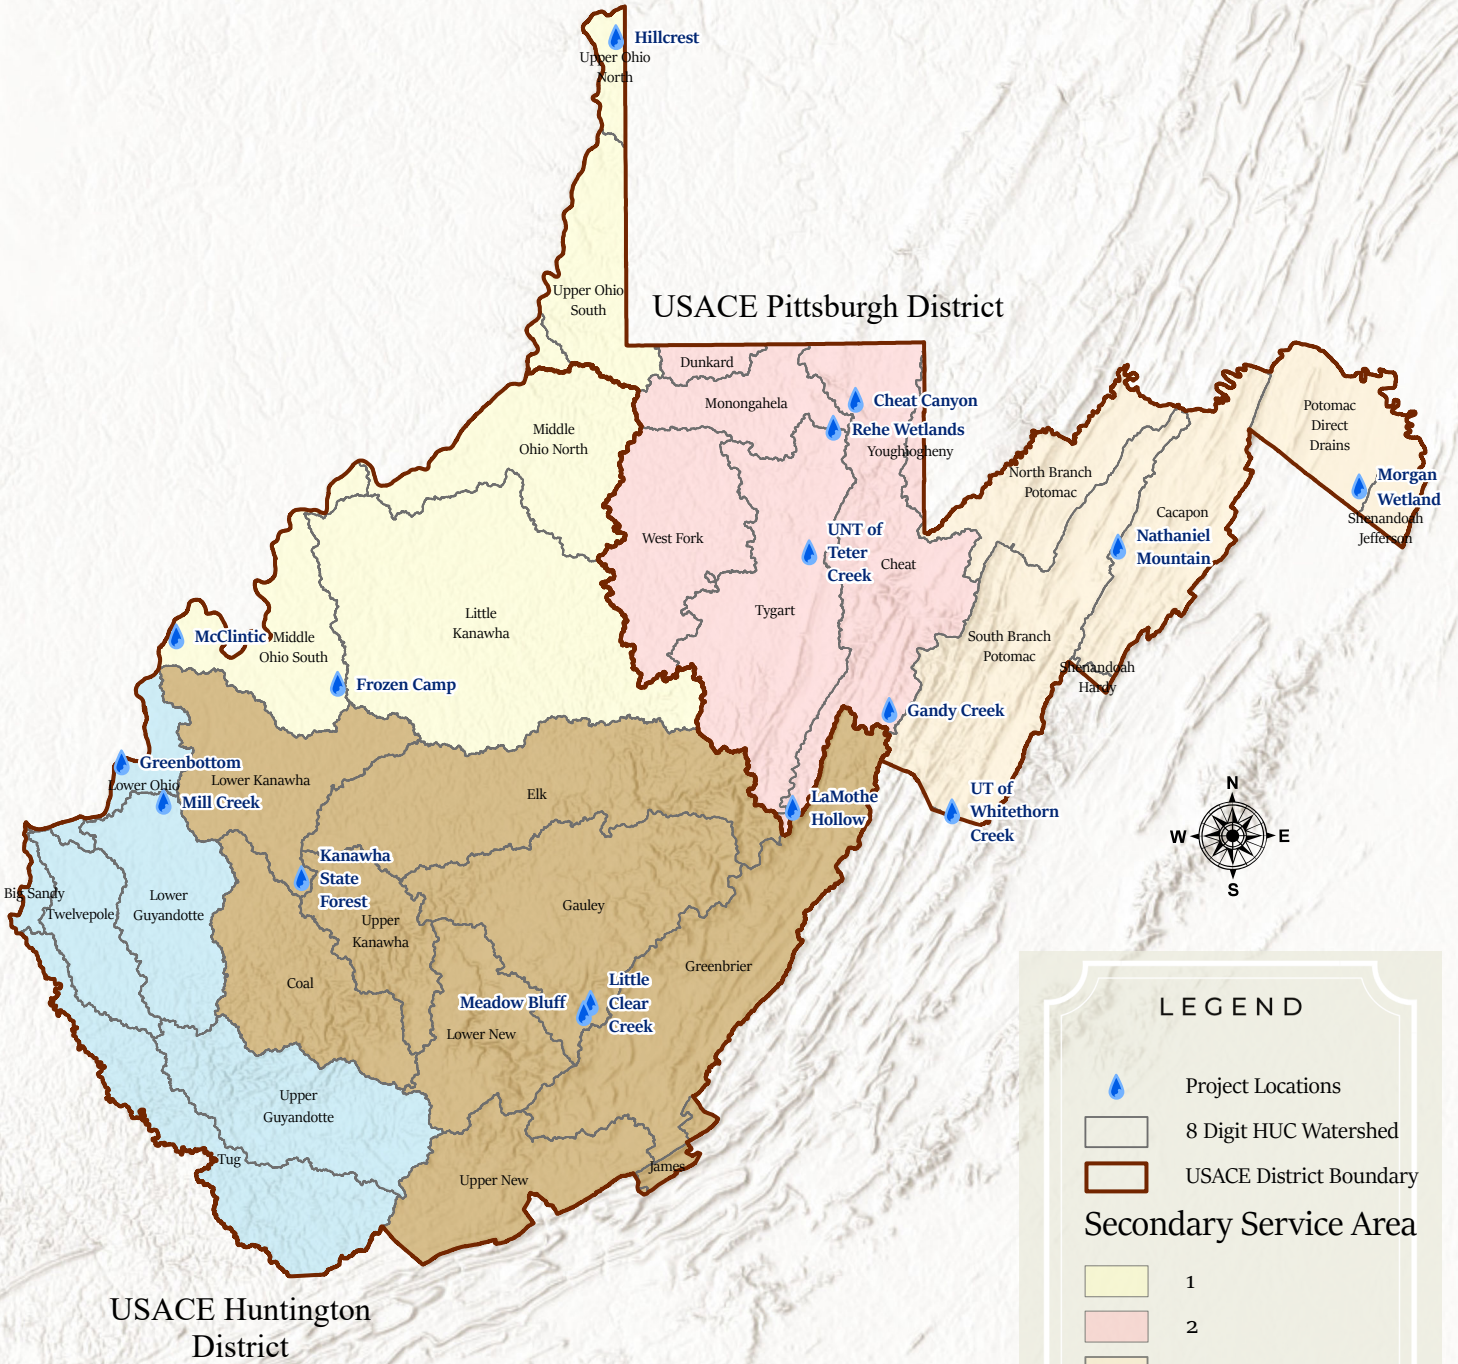 Hillcrest
Upper Ohio
North
Upper Ohio
South
USACE Pittsburgh District
Dunkard
Monongahela
Cheat Canyon
Rehe Wetlands
Youghiogheny
Middle
Ohio North
North Branch
Potomac
Potomac
Direct
Drains
Morgan
Wetland
Shenandoah
Jefferson
Cacapon
Nathaniel
Mountain
West Fork
UNT of
Teter
Creek
Cheat
Tygart
Little
Kanawha
McClintic
Middle
Ohio South
South Branch
Potomac
Shenandoah
Hardy
Frozen Camp
Gandy Creek
Greenbottom
Lower Ohio
Mill Creek
Lower Kanawha
Elk
LaMothe
Hollow
UT of
Whitethorn
Creek
N
W
E
S
Kanawha
State
Forest
Big Sandy
Twelvepole
Lower
Guyandotte
Upper
Kanawha
Gauley
Greenbrier
Coal
Meadow Bluff
Little
Clear
Creek
Lower New
Upper
Guyandotte
Tug
Upper New
James
USACE Huntington
District
LEGEND
Project Locations
8 Digit HUC Watershed
USACE District Boundary
Secondary Service Area
1
2